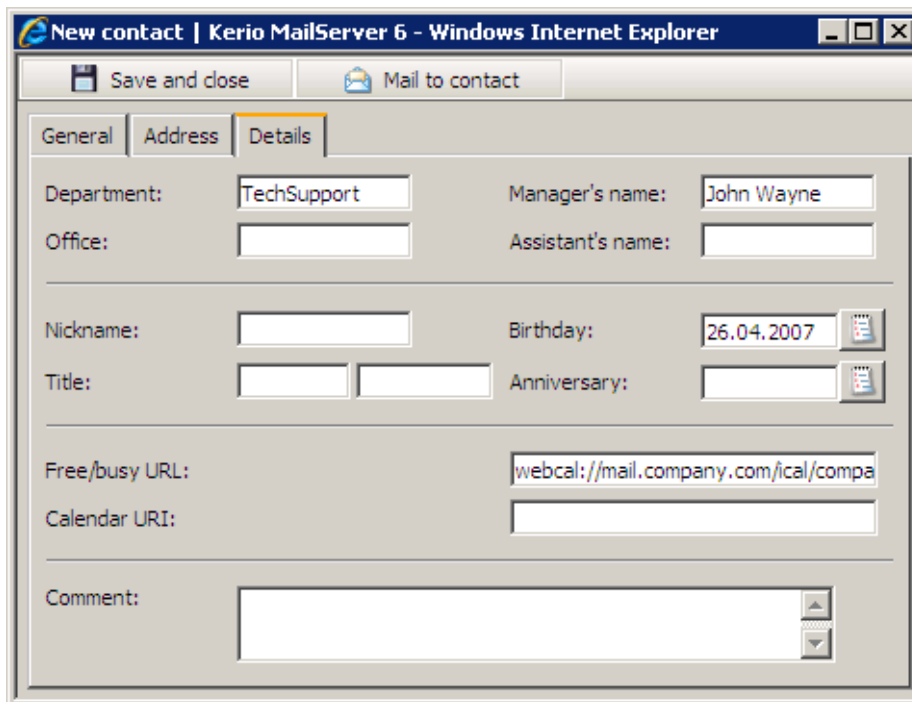 New contact | Kerio MailServer 6 - Windows Internet Explorer
Save and close Mail to contact
General Address Details
Department: TechSupport Manager's name: John Wayne
Office: Assistant's name:
Nickname: Birthday: 26.04.2007
Title: Anniversary:
Free/busy URL: webcal://mail.company.com/ical/compa
Calendar URI:
Comment: